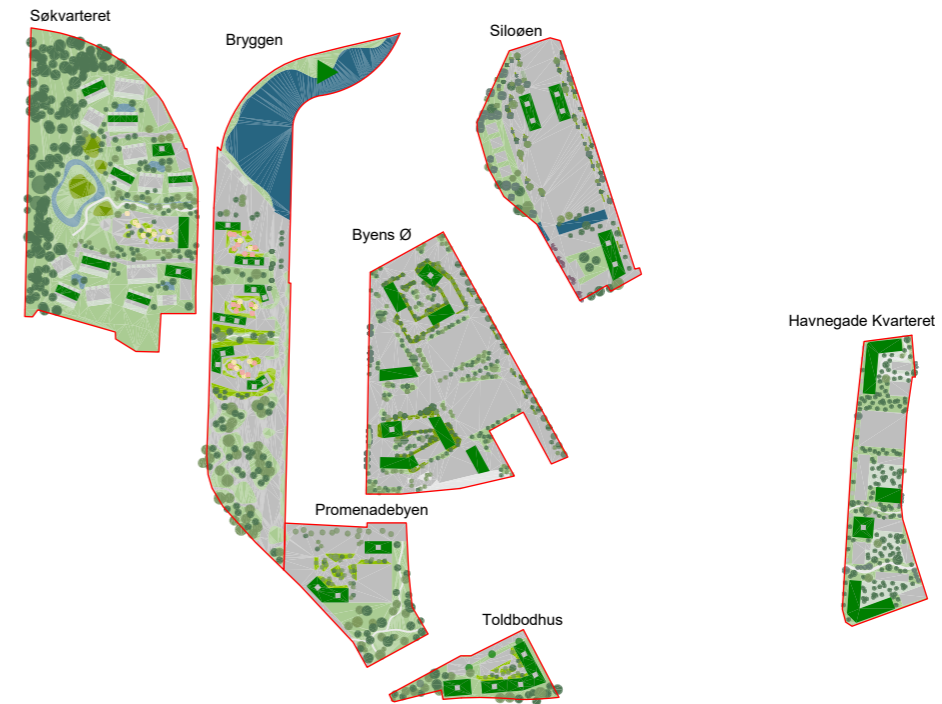 Søkvarteret
Bryggen
Siloøen
Byens Ø
Havnegade Kvarteret
Promenadebyen
Toldbodhus